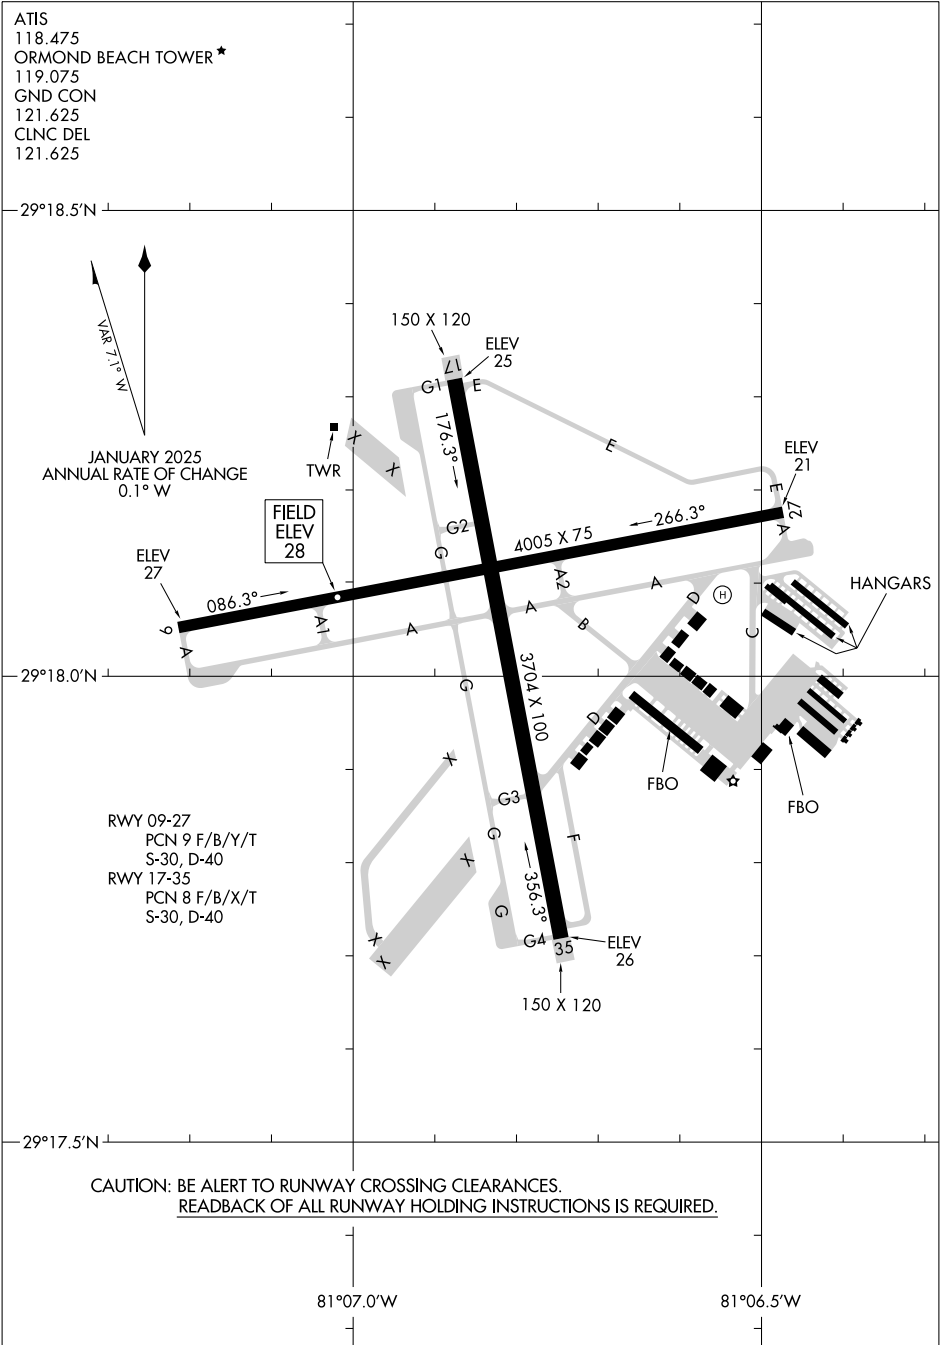 ATIS
118.475
ORMOND BEACH TOWER★
119.075
GND CON
121.625
CLNC DEL
121.625
29°18.5'N
VAR 7.1° W
JANUARY 2025
ANNUAL RATE OF CHANGE
0.1° W
150 X 120
17
ELEV
25
G1
E
176.3°
E
X
X
TWR
ELEV
21
E
27
A
FIELD
ELEV
28
G2
G
4005 X 75
266.3°
ELEV
27
086.3°
9
A
A1
A
A
A2
A
B
D
H
C
HANGARS
29°18.0'N
G
3704 X 100
D
FBO
FBO
X
G3
G
F
X
356.3°
G
G4
35
X
X
ELEV
26
150 X 120
RWY 09-27
PCN 9 F/B/Y/T
S-30, D-40
RWY 17-35
PCN 8 F/B/X/T
S-30, D-40
29°17.5'N
CAUTION: BE ALERT TO RUNWAY CROSSING CLEARANCES.
READBACK OF ALL RUNWAY HOLDING INSTRUCTIONS IS REQUIRED.
81°07.0'W
81°06.5'W